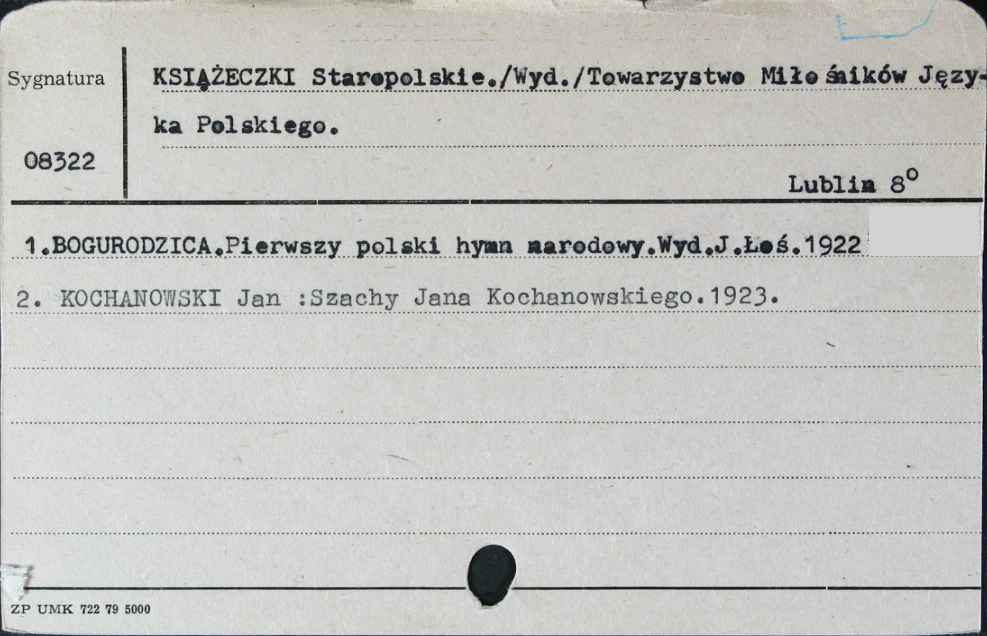 Sygnatura
KSIĄŻECZKI Staropolskie./Wyd./Towarzystwo Miłośników Języ-
ka Polskiego.
08322
Lublin 8º
1.BOGURODZICA.Pierwszy polski hymn narodowy.Wyd.J.Łoś.1922
2. KOCHANOWSKI Jan :Szachy Jana Kochanowskiego.1923.
ZP UMK 722 79 5000